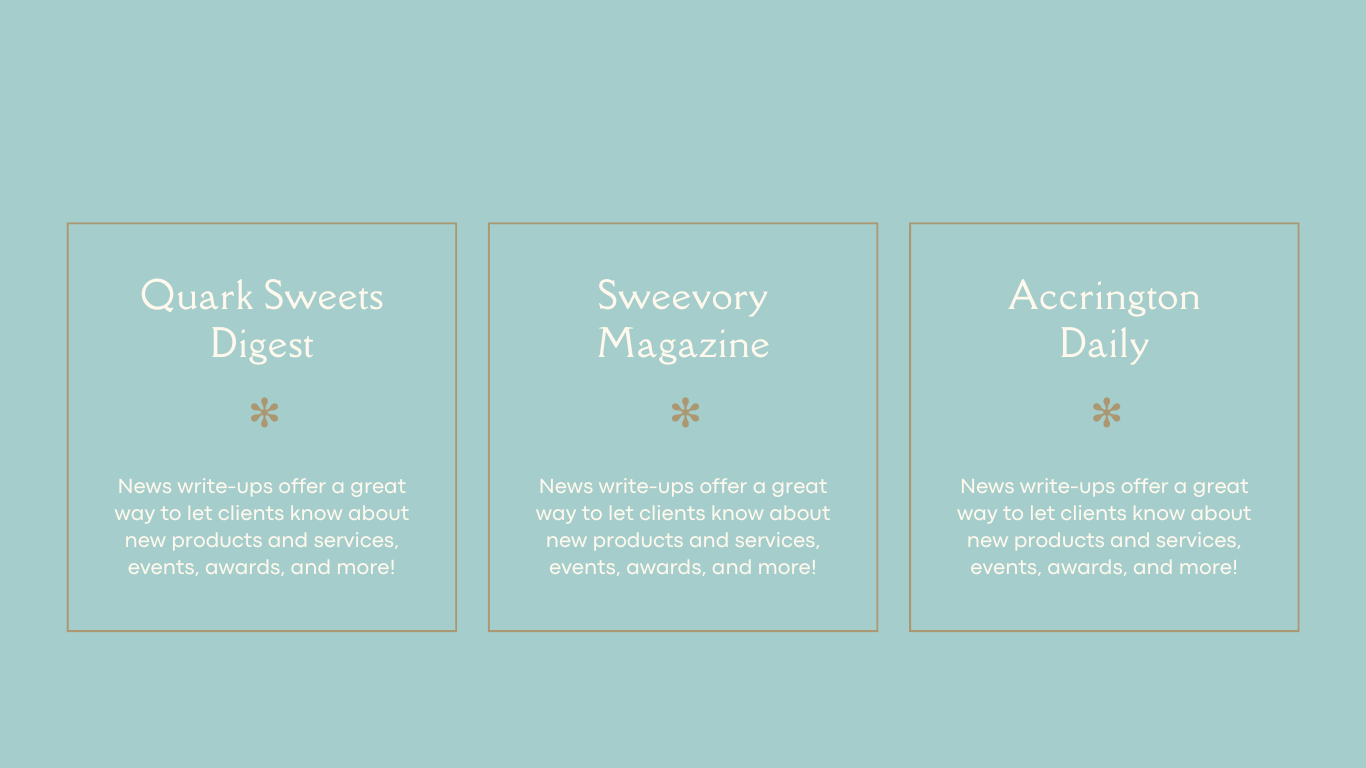 Quark Sweets
Digest
News write-ups offer a great
way to let clients know about
new products and services,
events, awards, and more!
Sweevory
Magazine
News write-ups offer a great
way to let clients know about
new products and services,
events, awards, and more!
Accrington
Daily
News write-ups offer a great
way to let clients know about
new products and services,
events, awards, and more!